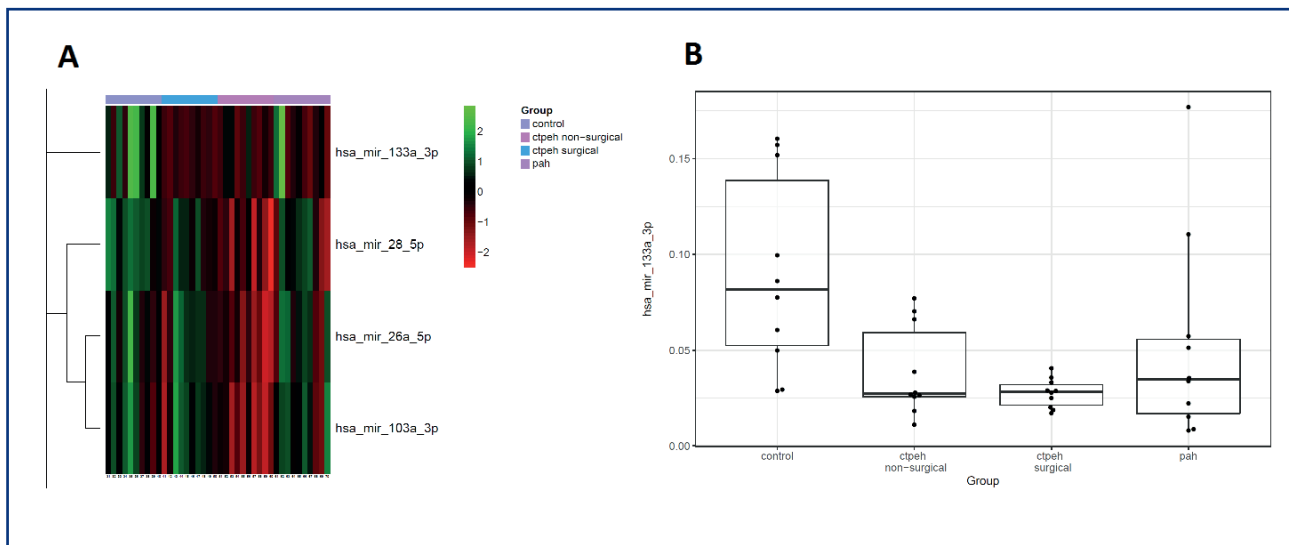 A
B
Group
control
ctpeh non-surgical
ctpeh surgical
pah
2
1
0
−1
−2
hsa_mir_133a_3p
hsa_mir_28_5p
hsa_mir_26a_5p
hsa_mir_103a_3p
hsa_mir_133a_3p
0.15
0.10
0.05
0.00
control
ctpeh
non-surgical
ctpeh
surgical
pah
Group